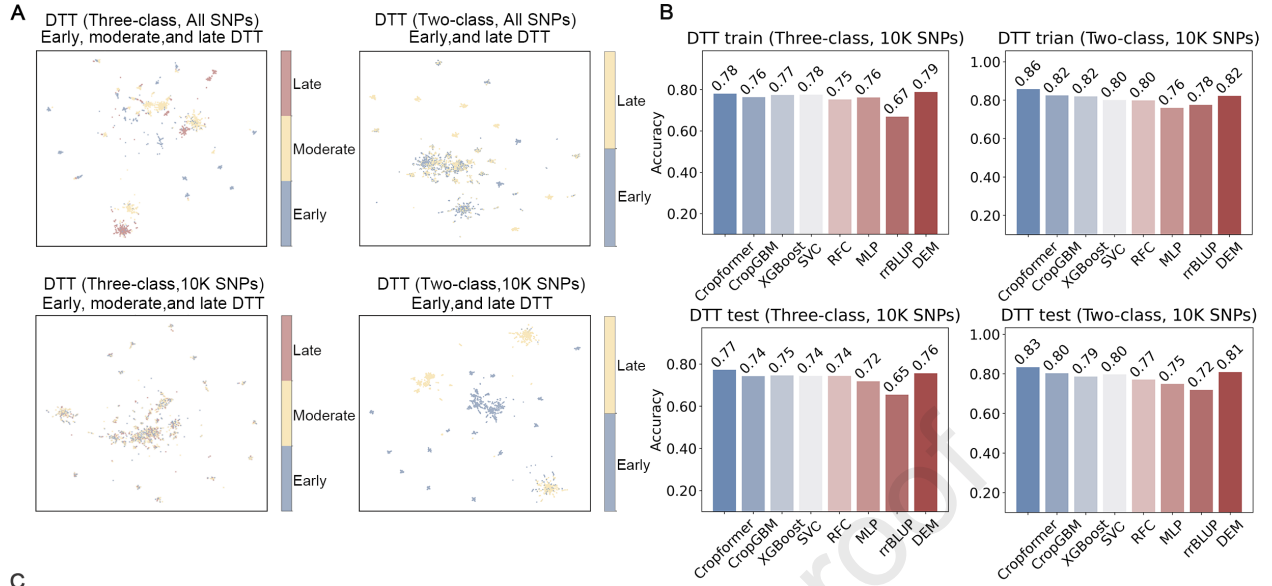 A
DTT (Three-class, All SNPs)
Early, moderate,and late DTT
Late
Moderate
Early
DTT (Two-class, All SNPs)
Early,and late DTT
Late
Early
DTT (Three-class,10K SNPs)
Early, moderate,and late DTT
Late
Moderate
Early
DTT (Two-class,10K SNPs)
Early,and late DTT
Late
Early
B
DTT train (Three-class, 10K SNPs)
Accuracy
0.80
0.60
0.40
0.20
0.78
0.76
0.77
0.78
0.75
0.76
0.67
0.79
Cropformer
CropGBM
XGBoost
SVC
RFC
MLP
rrBLUP
DEM
DTT trian (Two-class, 10K SNPs)
1.00
0.80
0.60
0.40
0.20
0.86
0.82
0.82
0.80
0.80
0.76
0.78
0.82
Cropformer
CropGBM
XGBoost
SVC
RFC
MLP
rrBLUP
DEM
DTT test (Three-class, 10K SNPs)
Accuracy
0.80
0.60
0.40
0.20
0.77
0.74
0.75
0.74
0.74
0.72
0.65
0.76
Cropformer
CropGBM
XGBoost
SVC
RFC
MLP
rrBLUP
DEM
DTT test (Two-class, 10K SNPs)
1.00
0.80
0.60
0.40
0.20
0.83
0.80
0.79
0.80
0.77
0.75
0.72
0.81
Cropformer
CropGBM
XGBoost
SVC
RFC
MLP
rrBLUP
DEM
roof
C